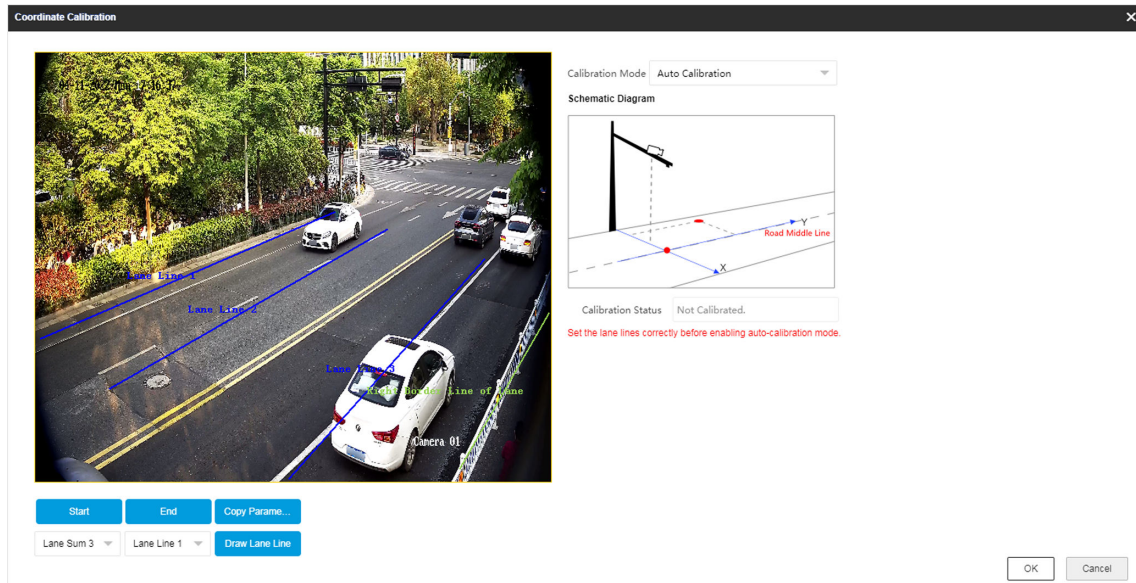 Coordinate Calibration
Calibration Mode Auto Calibration
Schematic Diagram
Y
Road Middle Line
X
Calibration Status Not Calibrated.
Set the lane lines correctly before enabling auto-calibration mode.
Lane Line 1
Lane Line 2
Lane Line 3
Right Border Line of Lane
Camera 01
Start End Copy Parame...
Lane Sum 3 Lane Line 1 Draw Lane Line
OK Cancel